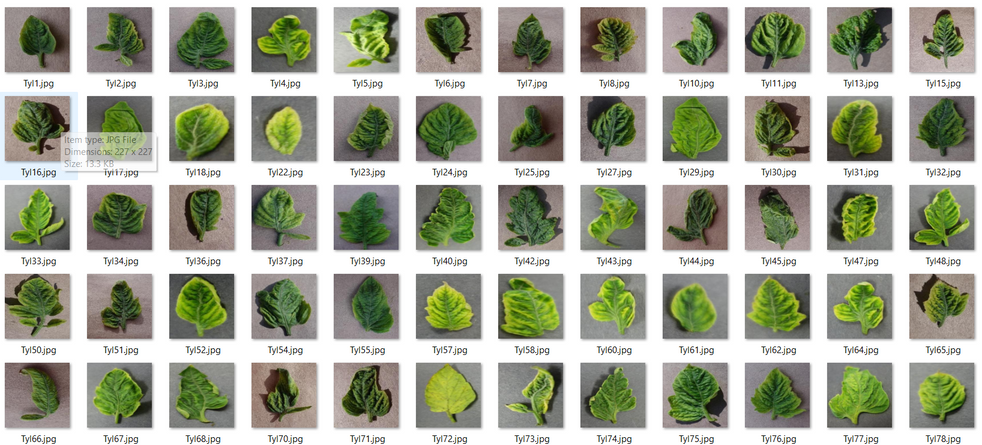 Tyl1.jpg Tyl2.jpg Tyl3.jpg Tyl4.jpg Tyl5.jpg Tyl6.jpg Tyl7.jpg Tyl8.jpg Tyl10.jpg Tyl11.jpg Tyl13.jpg Tyl15.jpg
Item type: JPG File
Dimensions: 227 x 227
Size: 13.3 KB
Tyl16.jpg Tyl17.jpg Tyl18.jpg Tyl22.jpg Tyl23.jpg Tyl24.jpg Tyl25.jpg Tyl27.jpg Tyl29.jpg Tyl30.jpg Tyl31.jpg Tyl32.jpg
Tyl33.jpg Tyl34.jpg Tyl36.jpg Tyl37.jpg Tyl39.jpg Tyl40.jpg Tyl42.jpg Tyl43.jpg Tyl44.jpg Tyl45.jpg Tyl47.jpg Tyl48.jpg
Tyl50.jpg Tyl51.jpg Tyl52.jpg Tyl54.jpg Tyl55.jpg Tyl57.jpg Tyl58.jpg Tyl60.jpg Tyl61.jpg Tyl62.jpg Tyl64.jpg Tyl65.jpg
Tyl66.jpg Tyl67.jpg Tyl68.jpg Tyl70.jpg Tyl71.jpg Tyl72.jpg Tyl73.jpg Tyl74.jpg Tyl75.jpg Tyl76.jpg Tyl77.jpg Tyl78.jpg